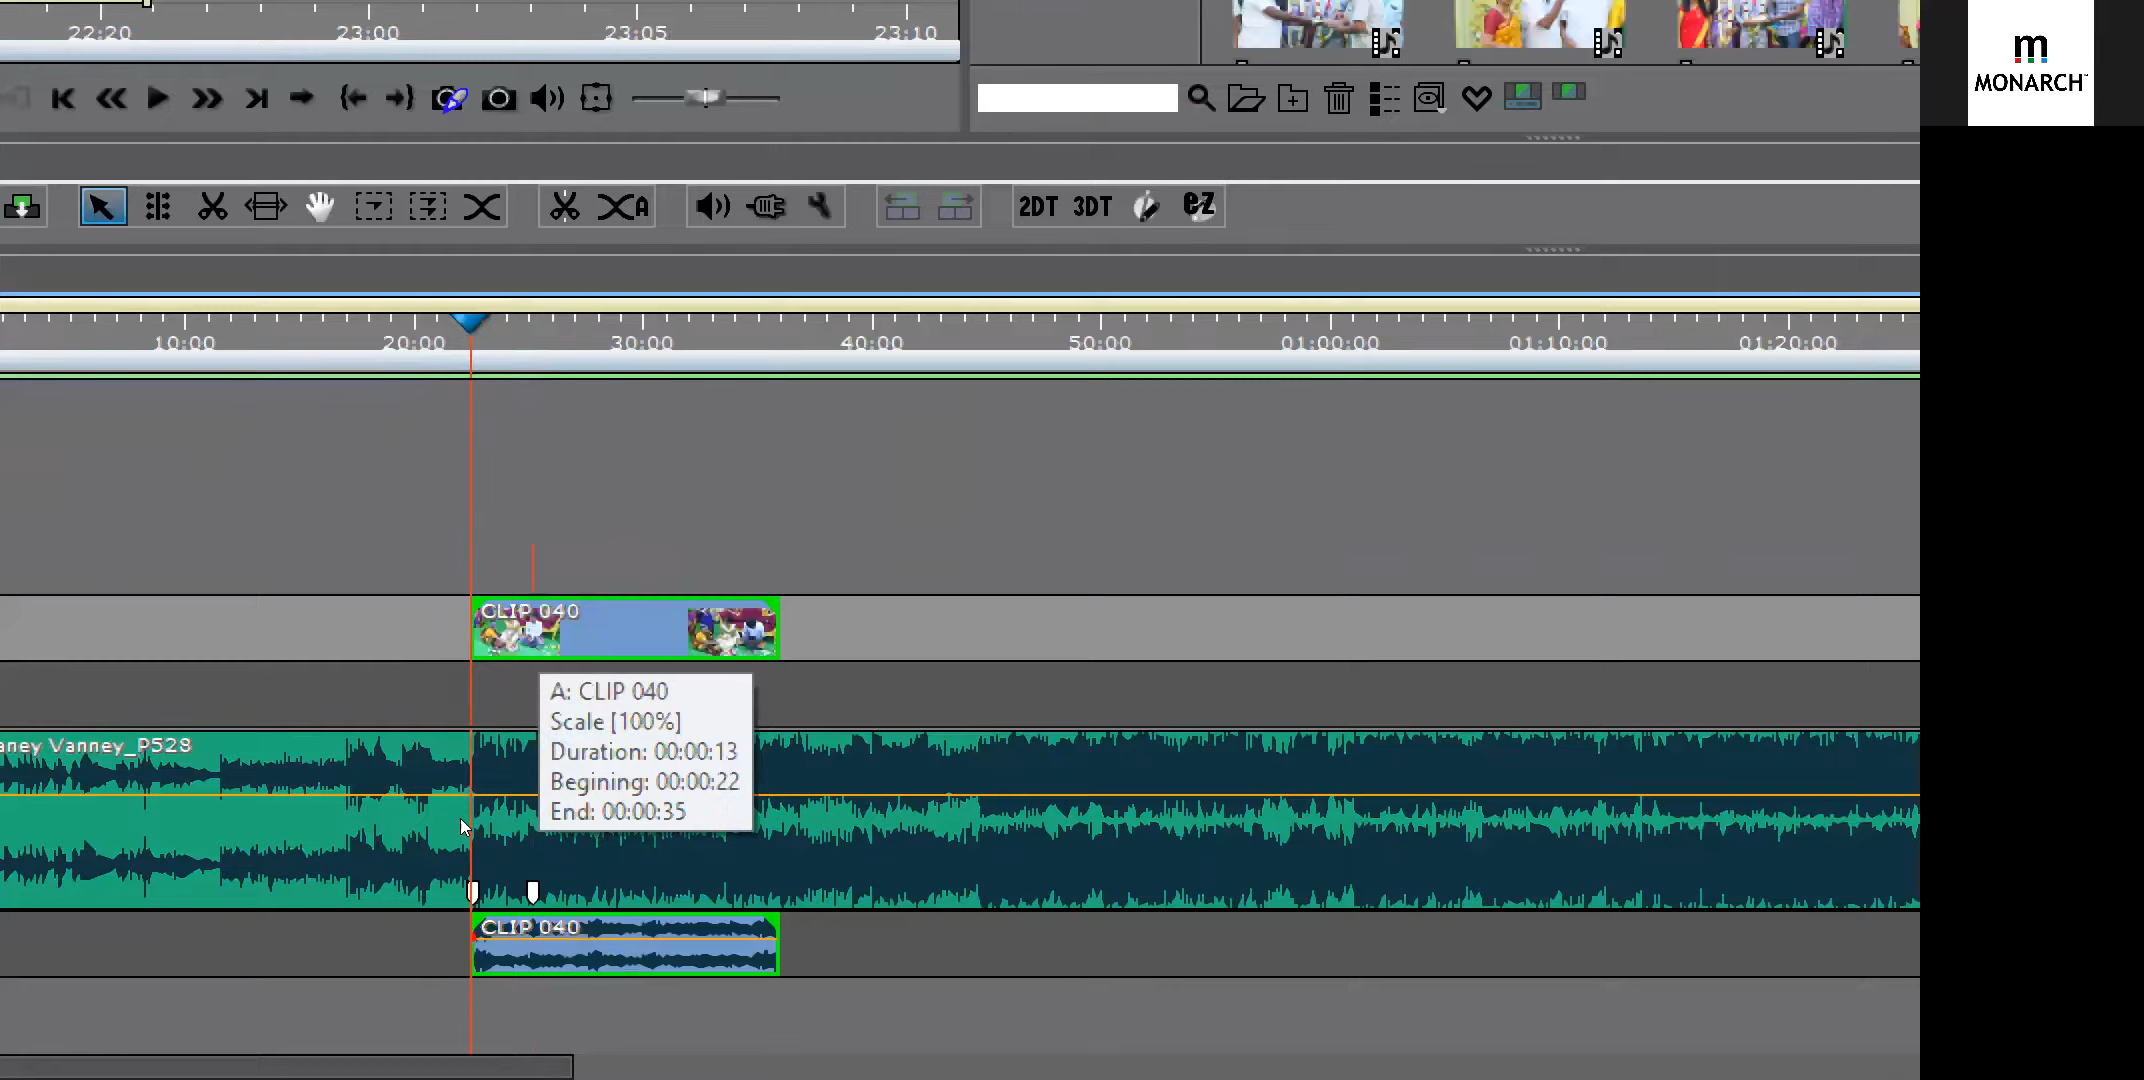 22:20 23:00 23:05 23:10
m
MONARCH
2DT 3DT eZ
XA
10:00 20:00 30:00 40:00 50:00 01:00:00 01:10:00 01:20:00
CLIP 040
A: CLIP 040
Scale [100%]
Duration: 00:00:13
Begining: 00:00:22
End: 00:00:35
aney Vanney_P528
CLIP 040